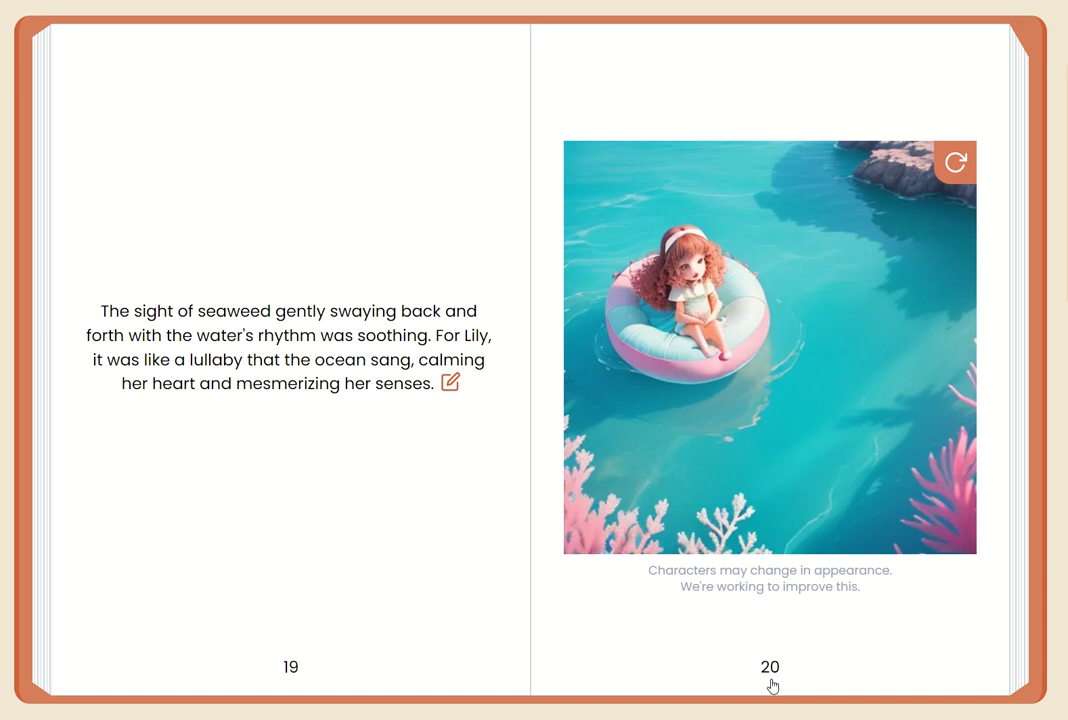 The sight of seaweed gently swaying back and
forth with the water's rhythm was soothing. For Lily,
it was like a lullaby that the ocean sang, calming
her heart and mesmerizing her senses.
19
Characters may change in appearance.
We're working to improve this.
20